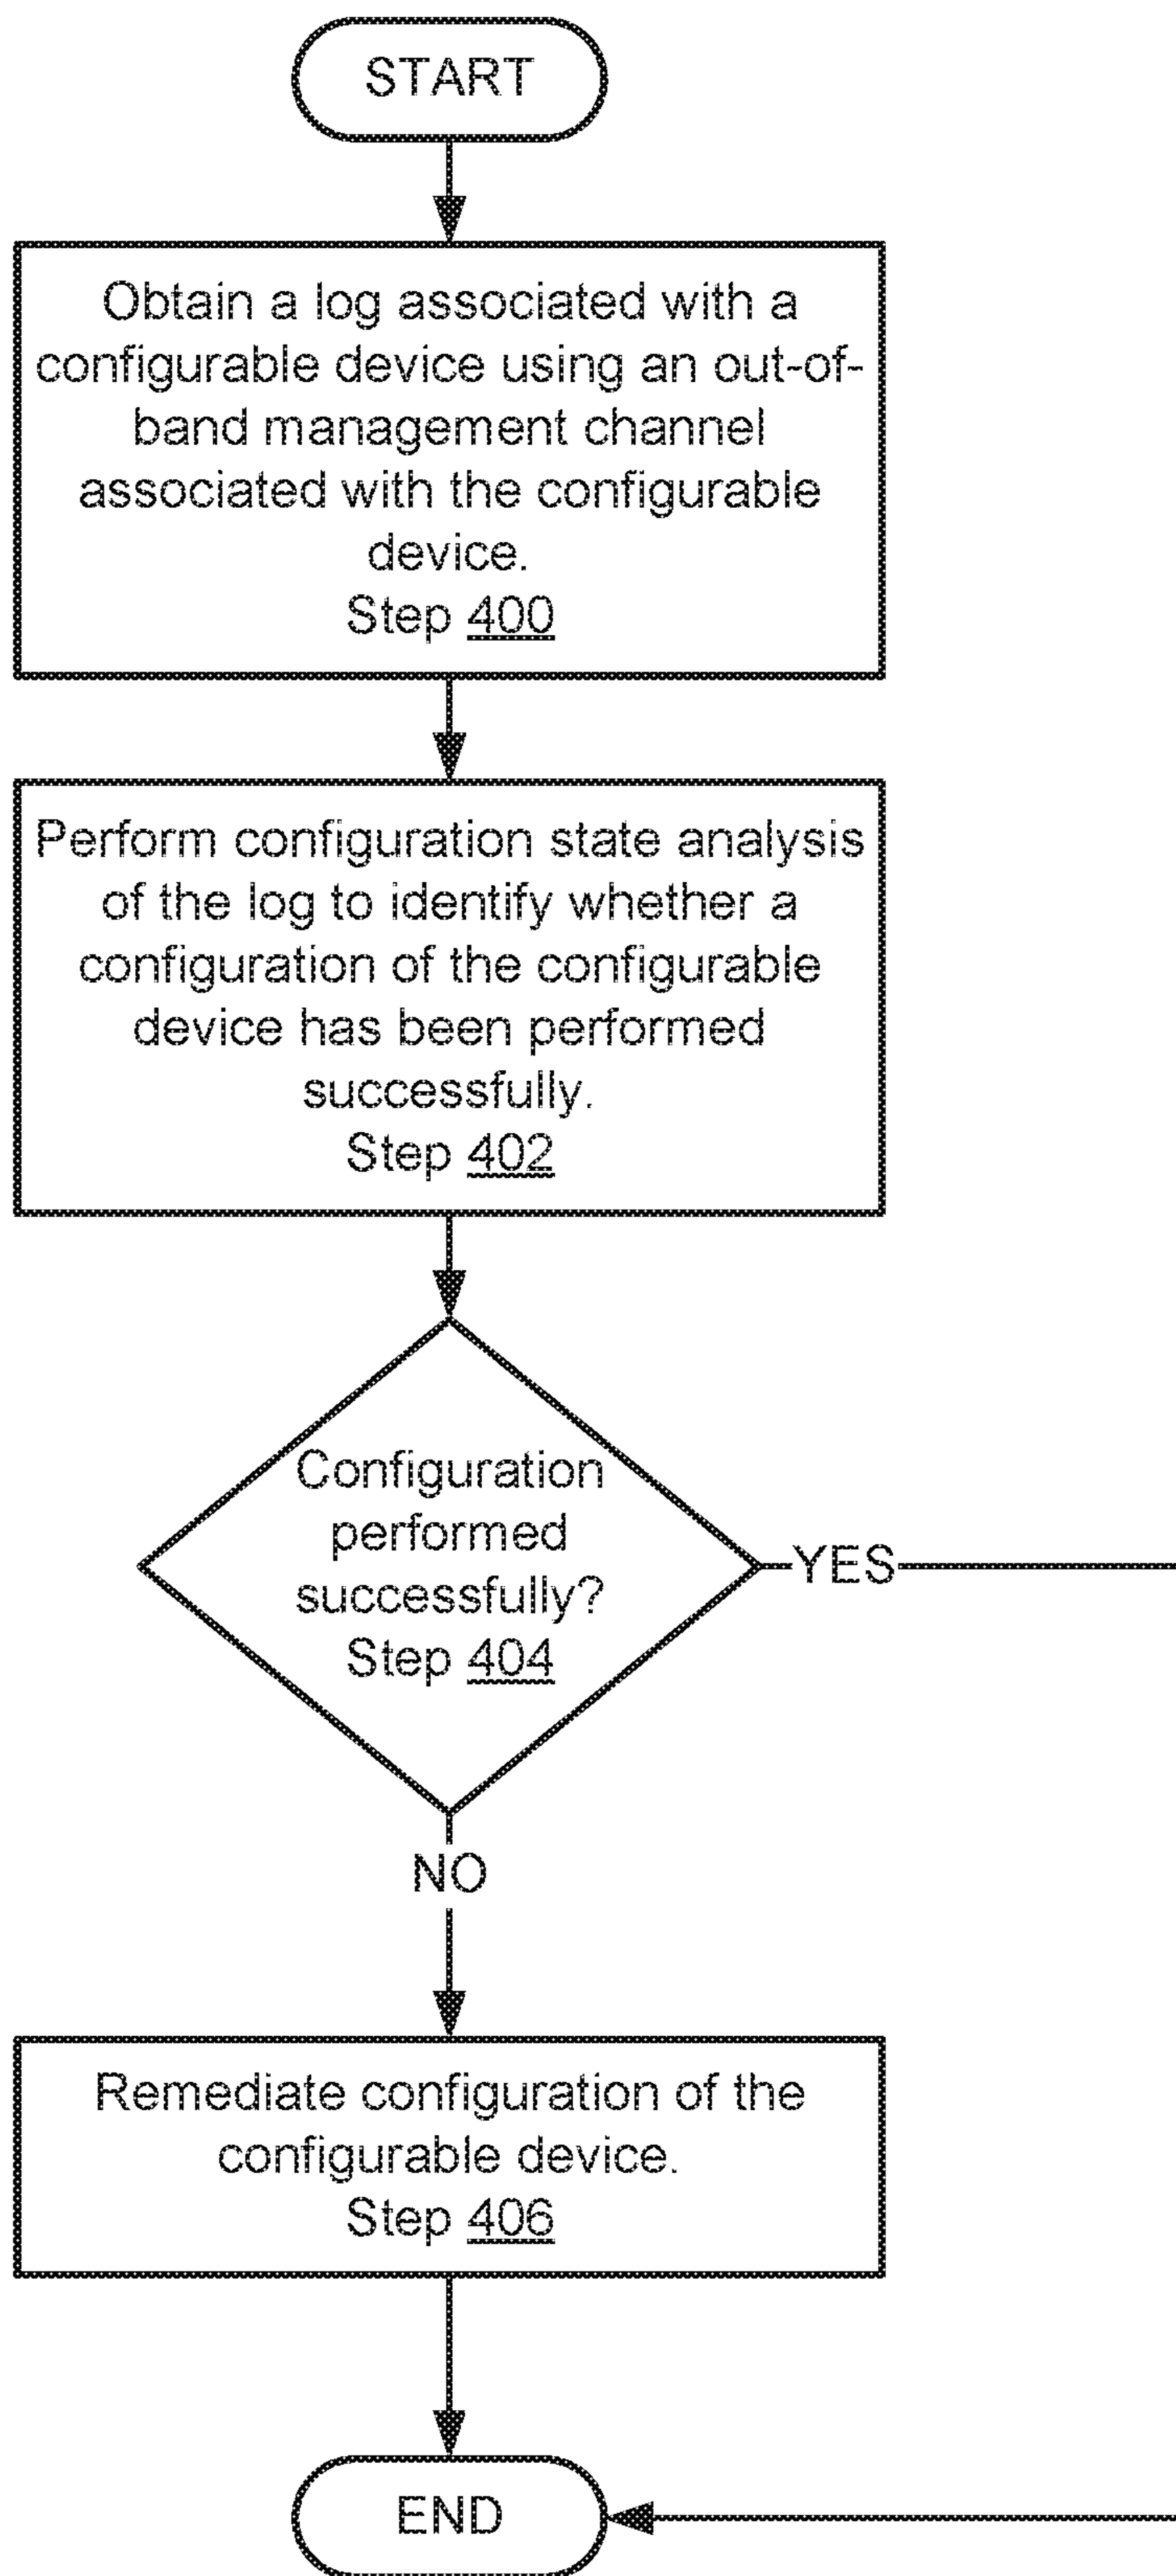 START
Obtain a log associated with a
configurable device using an out-of-
band management channel
associated with the configurable
device.
Step 400
Perform configuration state analysis
of the log to identify whether a
configuration of the configurable
device has been performed
successfully.
Step 402
Configuration
performed
successfully?
Step 404
YES
NO
Remediate configuration of the
configurable device.
Step 406
END